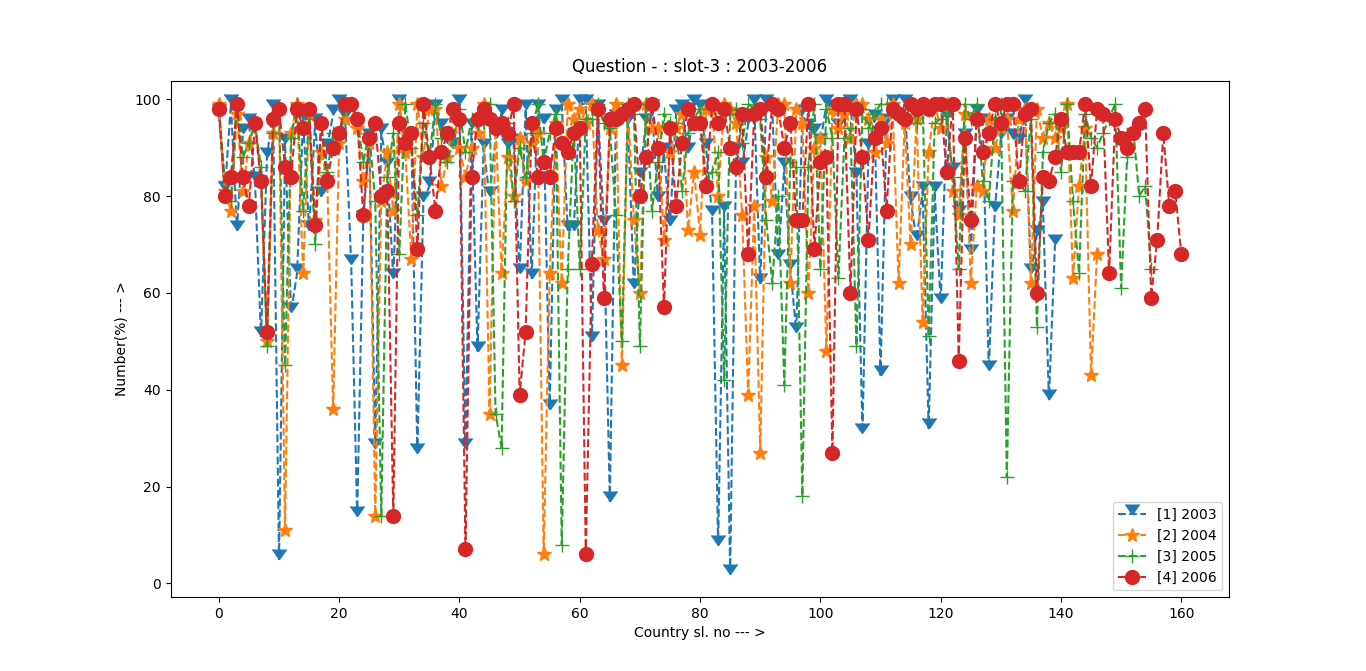 Question - : slot-3 : 2003-2006
Number(%) --- >
100
80
60
40
20
0
0 20 40 60 80 100 120 140 160
Country sl. no --- >
[1] 2003
[2] 2004
[3] 2005
[4] 2006